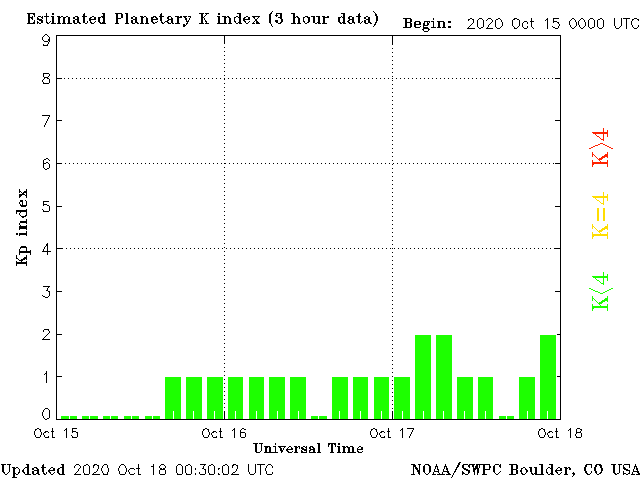 Estimated Planetary K index (3 hour data)
Begin: 2020 Oct 15 0000 UTC
9
8
7
6
5
4
3
2
1
0
Kp index
Oct 15
Oct 16
Oct 17
Oct 18
Universal Time
K>4
K=4
K<4
Updated 2020 Oct 18 00:30:02 UTC
NOAA/SWPC Boulder, CO USA